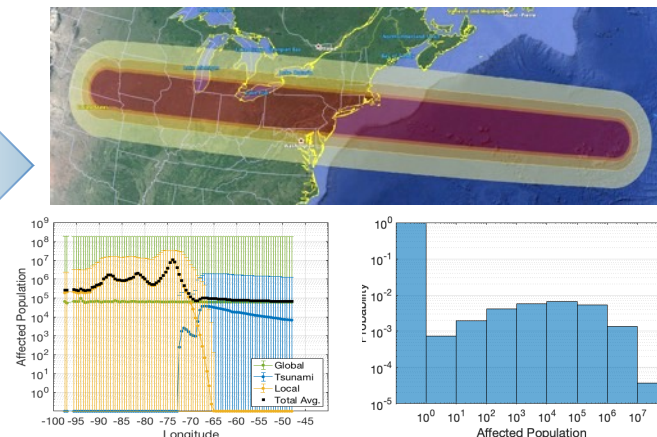 Lake Ontario
10^9
10^8
10^7
10^6
10^5
10^4
10^3
10^2
10^1
10^0
Affected Population
-100 -95 -90 -85 -80 -75 -70 -65 -60 -55 -50 -45
Longitude
Global
Tsunami
Local
Total Avg.
10^0
10^-1
10^-2
10^-3
10^-4
10^-5
Probability
10^0 10^1 10^2 10^3 10^4 10^5 10^6 10^7
Affected Population